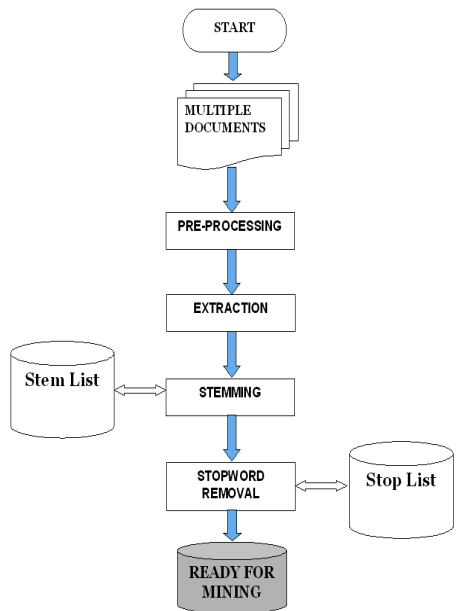 START
MULTIPLE
DOCUMENTS
PRE-PROCESSING
EXTRACTION
Stem List
STEMMING
STOPWORD
REMOVAL
Stop List
READY FOR
MINING